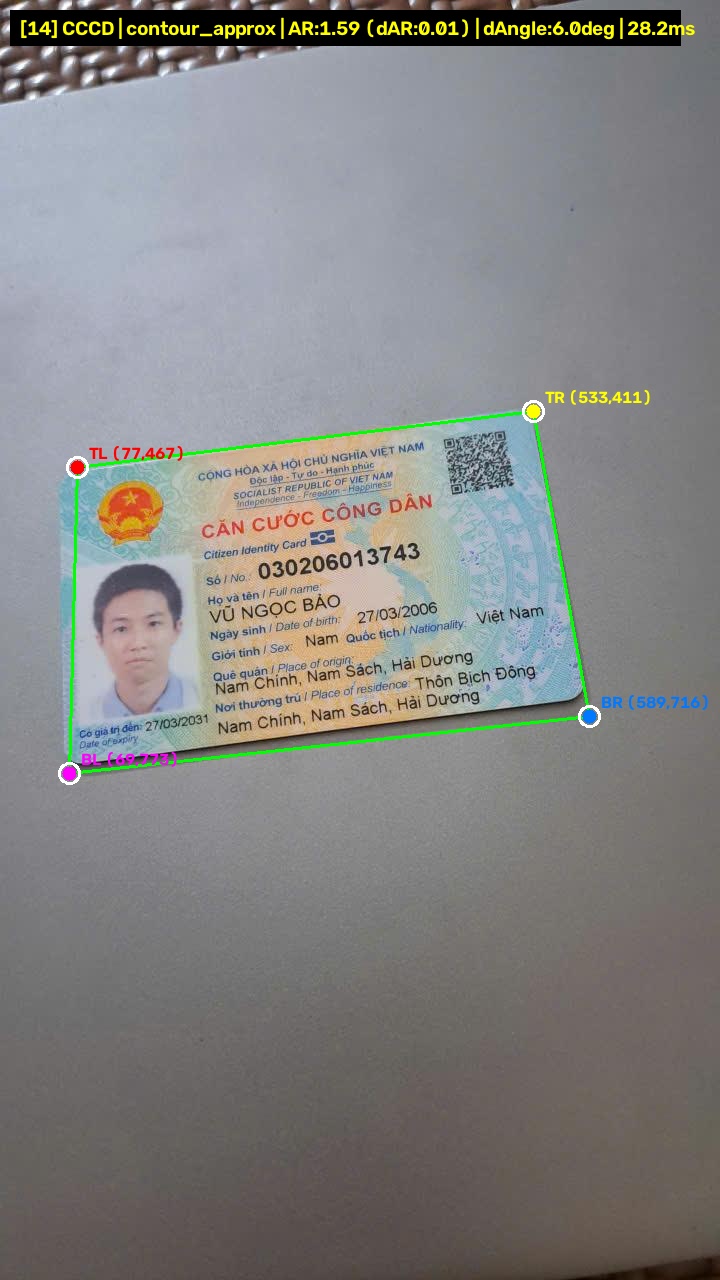 [14] CCCD | contour_approx | AR:1.59 (dAR:0.01) | dAngle:6.0deg | 28.2ms
TR (533,411)
TL (77,467)
CỘNG HÒA XÃ HỘI CHỦ NGHĨA VIỆT NAM
Độc lập - Tự do - Hạnh phúc
SOCIALIST REPUBLIC OF VIET NAM
Independence - Freedom - Happiness
CĂN CƯỚC CÔNG DÂN
Citizen Identity Card
Số / No.: 030206013743
Họ và tên / Full name:
VŨ NGỌC BẢO
Ngày sinh / Date of birth: 27/03/2006
Giới tính / Sex: Nam Quốc tịch / Nationality: Việt Nam
Quê quán / Place of origin:
Nam Chính, Nam Sách, Hải Dương
Nơi thường trú / Place of residence: Thôn Bịch Đông
Nam Chính, Nam Sách, Hải Dương
Có giá trị đến: 27/03/2031
Date of expiry
BR (589,716)
BL (69,773)